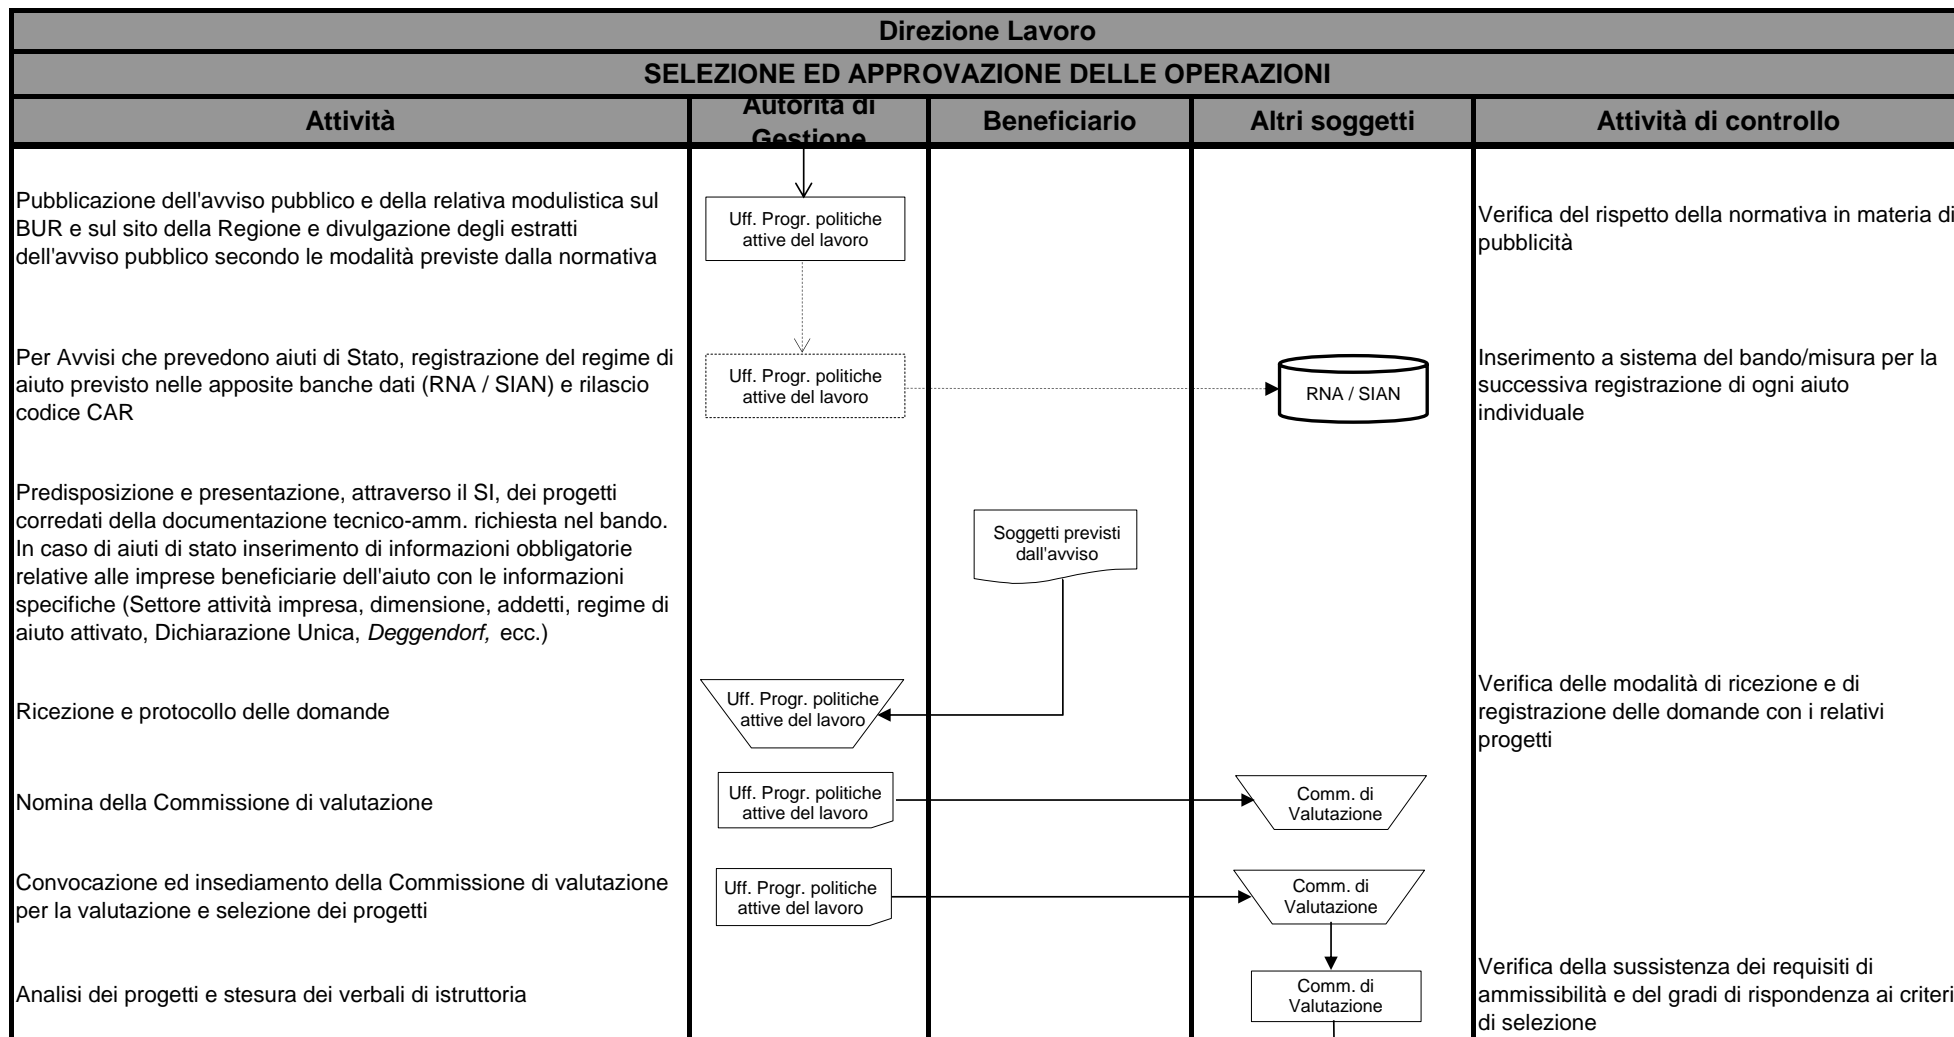 Direzione Lavoro
SELEZIONE ED APPROVAZIONE DELLE OPERAZIONI
Attività
Autorità di
Gestione
Beneficiario
Altri soggetti
Attività di controllo
Pubblicazione dell'avviso pubblico e della relativa modulistica sul
BUR e sul sito della Regione e divulgazione degli estratti
dell'avviso pubblico secondo le modalità previste dalla normativa
Uff. Progr. politiche
attive del lavoro
Verifica del rispetto della normativa in materia di
pubblicità
Per Avvisi che prevedono aiuti di Stato, registrazione del regime di
aiuto previsto nelle apposite banche dati (RNA / SIAN) e rilascio
codice CAR
Uff. Progr. politiche
attive del lavoro
RNA / SIAN
Inserimento a sistema del bando/misura per la
successiva registrazione di ogni aiuto
individuale
Predisposizione e presentazione, attraverso il SI, dei progetti
corredati della documentazione tecnico-amm. richiesta nel bando.
In caso di aiuti di stato inserimento di informazioni obbligatorie
relative alle imprese beneficiarie dell'aiuto con le informazioni
specifiche (Settore attività impresa, dimensione, addetti, regime di
aiuto attivato, Dichiarazione Unica, Deggendorf, ecc.)
Soggetti previsti
dall'avviso
Ricezione e protocollo delle domande
Uff. Progr. politiche
attive del lavoro
Verifica delle modalità di ricezione e di
registrazione delle domande con i relativi
progetti
Nomina della Commissione di valutazione
Uff. Progr. politiche
attive del lavoro
Comm. di
Valutazione
Convocazione ed insediamento della Commissione di valutazione
per la valutazione e selezione dei progetti
Uff. Progr. politiche
attive del lavoro
Comm. di
Valutazione
Analisi dei progetti e stesura dei verbali di istruttoria
Comm. di
Valutazione
Verifica della sussistenza dei requisiti di
ammissibilità e del gradi di rispondenza ai criteri
di selezione